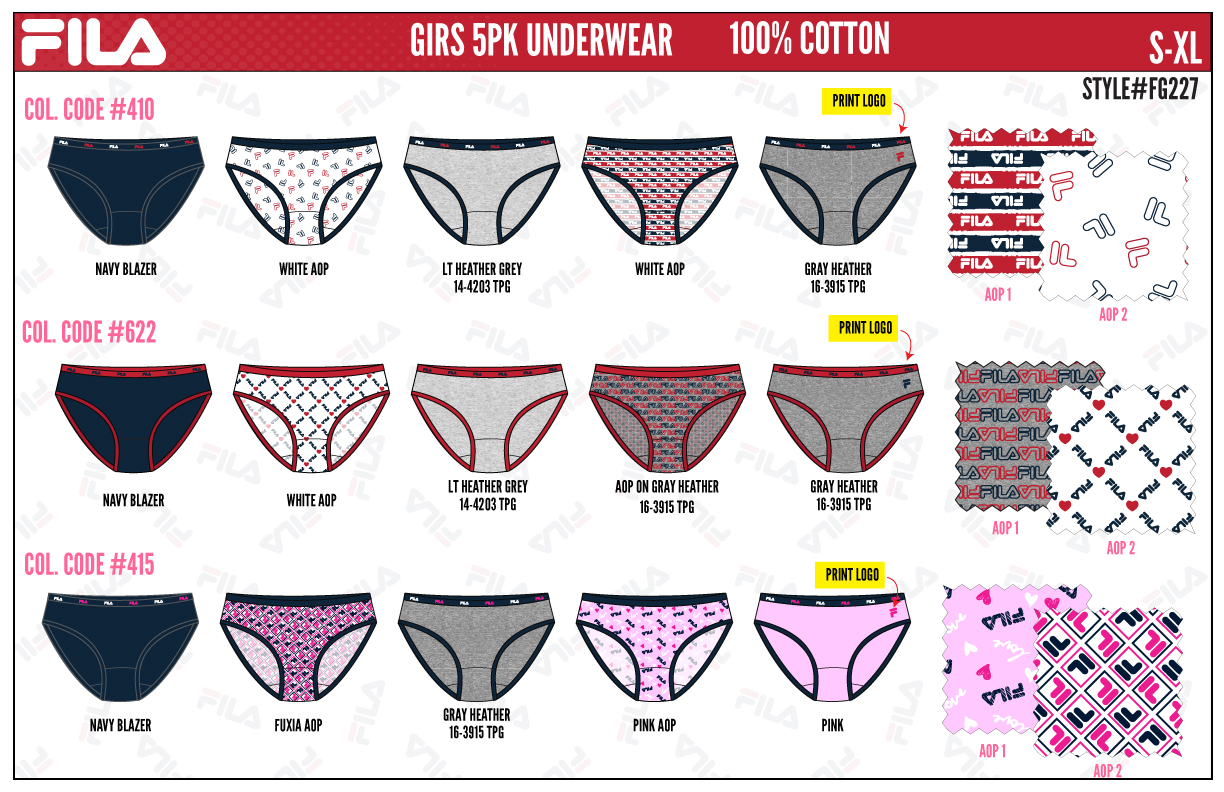 FILA
GIRS 5PK UNDERWEAR 100% COTTON
S-XL
STYLE#FG227
COL. CODE #410
PRINT LOGO
NAVY BLAZER
WHITE AOP
LT HEATHER GREY
14-4203 TPG
WHITE AOP
GRAY HEATHER
16-3915 TPG
AOP 1
AOP 2
COL. CODE #622
PRINT LOGO
NAVY BLAZER
WHITE AOP
LT HEATHER GREY
14-4203 TPG
AOP ON GRAY HEATHER
16-3915 TPG
GRAY HEATHER
16-3915 TPG
AOP 1
AOP 2
COL. CODE #415
PRINT LOGO
NAVY BLAZER
FUXIA AOP
GRAY HEATHER
16-3915 TPG
PINK AOP
PINK
AOP 1
AOP 2